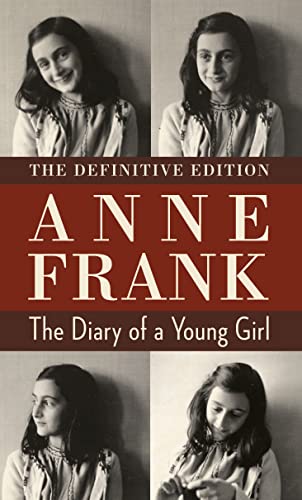 THE DEFINITIVE EDITION
ANNE
FRANK
The Diary of a Young Girl